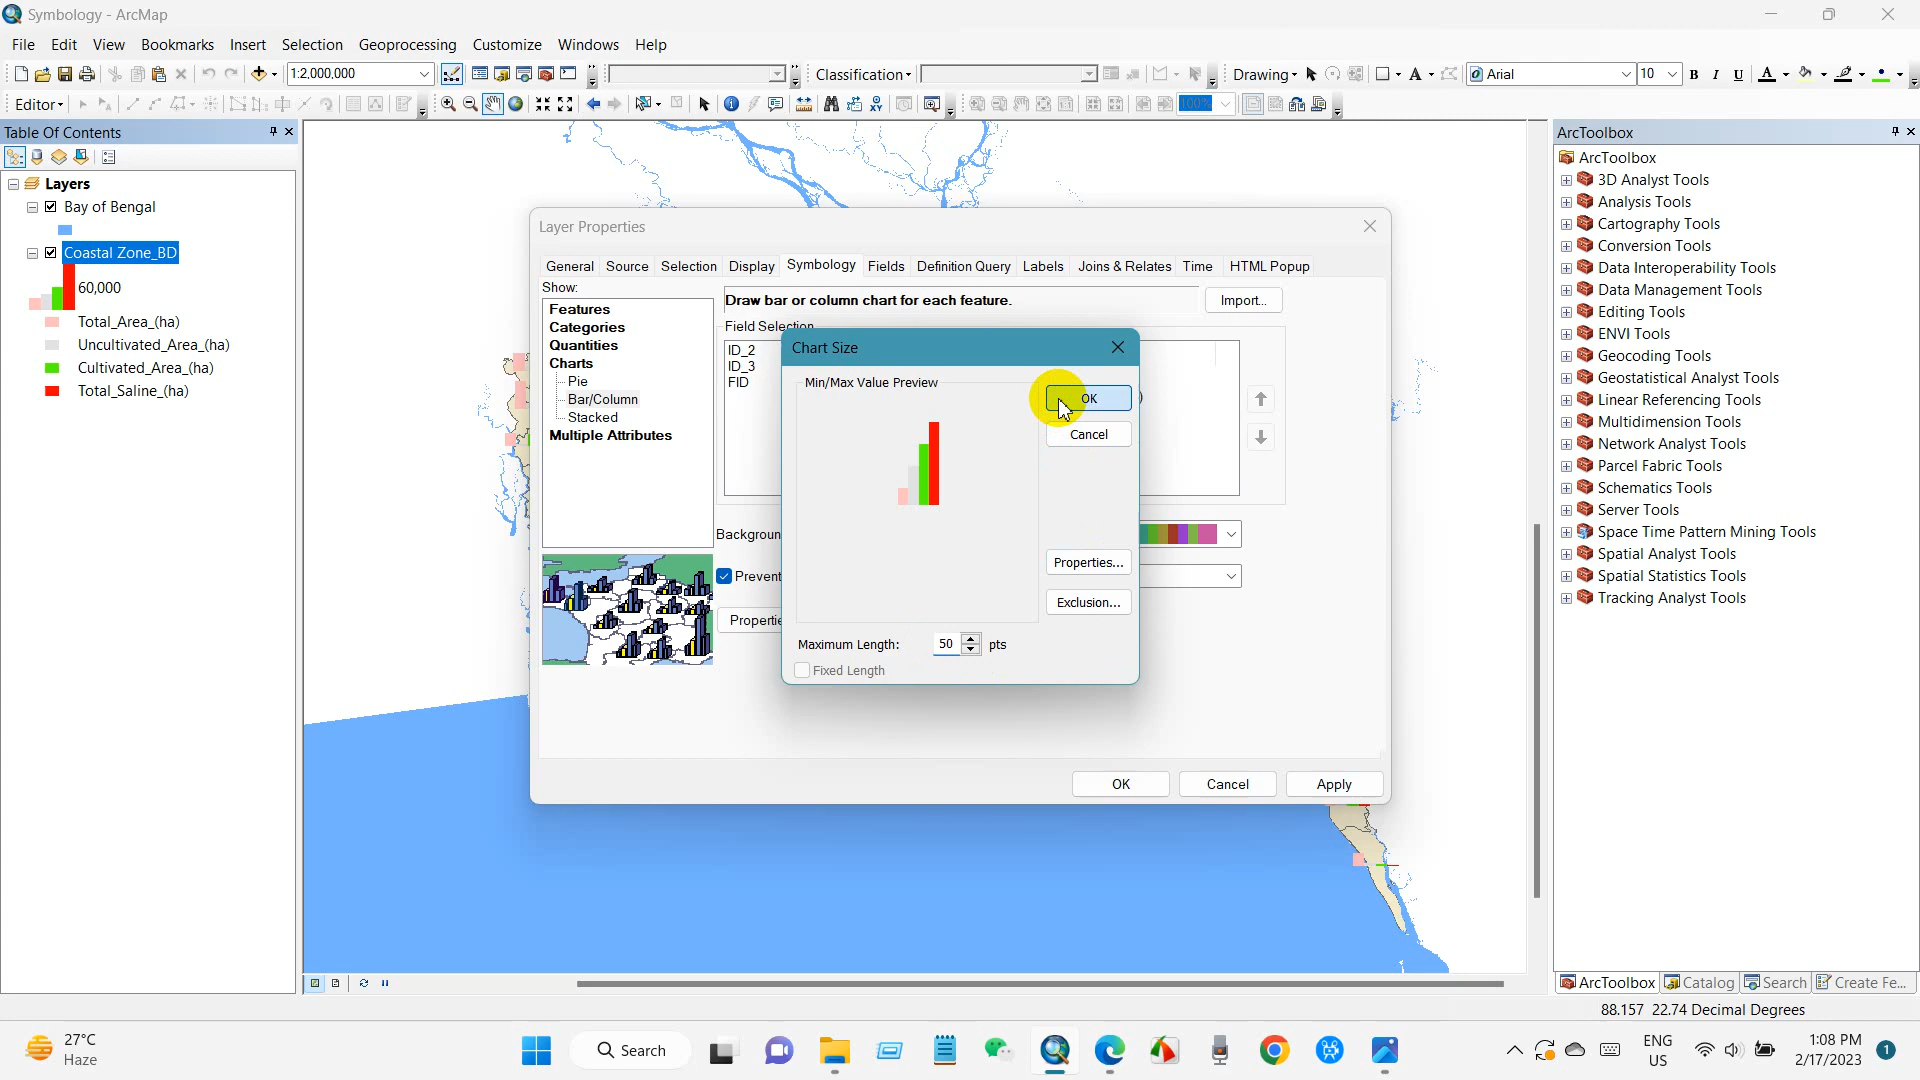 Symbology - ArcMap
File Edit View Bookmarks Insert Selection Geoprocessing Customize Windows Help
1:2,000,000 Classification Drawing Arial 10 B I U A
Editor 100%
Table Of Contents
Layers
Bay of Bengal
Coastal Zone_BD
60,000
Total_Area_(ha)
Uncultivated_Area_(ha)
Cultivated_Area_(ha)
Total_Saline_(ha)
Layer Properties
General Source Selection Display Symbology Fields Definition Query Labels Joins & Relates Time HTML Popup
Show:
Features
Categories
Quantities
Charts
Pie
Bar/Column
Stacked
Multiple Attributes
Draw bar or column chart for each feature.
Import...
Field Selection
ID_2
ID_3
FID
Backgroun
Prevent
Propertie
Chart Size
Min/Max Value Preview
OK
Cancel
Properties...
Exclusion...
Maximum Length: 50 pts
Fixed Length
OK Cancel Apply
ArcToolbox
ArcToolbox
3D Analyst Tools
Analysis Tools
Cartography Tools
Conversion Tools
Data Interoperability Tools
Data Management Tools
Editing Tools
ENVI Tools
Geocoding Tools
Geostatistical Analyst Tools
Linear Referencing Tools
Multidimension Tools
Network Analyst Tools
Parcel Fabric Tools
Schematics Tools
Server Tools
Space Time Pattern Mining Tools
Spatial Analyst Tools
Spatial Statistics Tools
Tracking Analyst Tools
ArcToolbox Catalog Search Create Fe...
88.157 22.74 Decimal Degrees
27°C
Haze
Search
ENG
US
1:08 PM
2/17/2023
1